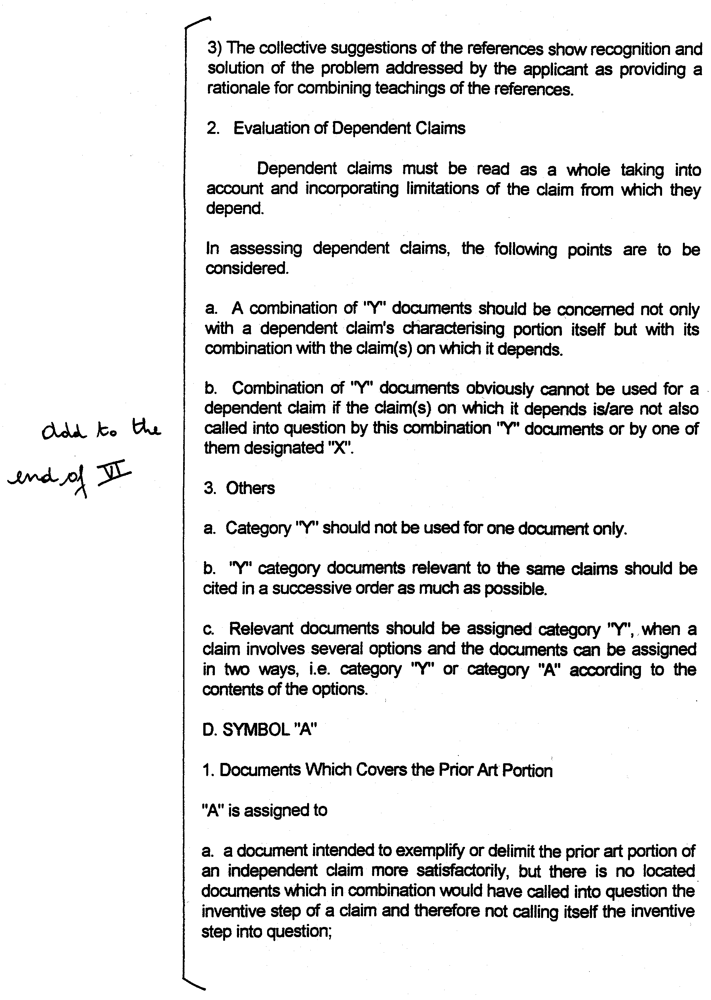 3) The collective suggestions of the references show recognition and
solution of the problem addressed by the applicant as providing a
rationale for combining teachings of the references.
2. Evaluation of Dependent Claims
Dependent claims must be read as a whole taking into
account and incorporating limitations of the claim from which they
depend.
In assessing dependent claims, the following points are to be
considered.
a. A combination of "Y" documents should be concerned not only
with a dependent claim's characterising portion itself but with its
combination with the claim(s) on which it depends.
b. Combination of "Y" documents obviously cannot be used for a
dependent claim if the claim(s) on which it depends is/are not also
called into question by this combination "Y" documents or by one of
them designated "X".
add to the
end of VI
3. Others
a. Category "Y" should not be used for one document only.
b. "Y" category documents relevant to the same claims should be
cited in a successive order as much as possible.
c. Relevant documents should be assigned category "Y", when a
claim involves several options and the documents can be assigned
in two ways, i.e. category "Y" or category "A" according to the
contents of the options.
D. SYMBOL "A"
1. Documents Which Covers the Prior Art Portion
"A" is assigned to
a. a document intended to exemplify or delimit the prior art portion of
an independent claim more satisfactorily, but there is no located
documents which in combination would have called into question the
inventive step of a claim and therefore not calling itself the inventive
step into question;